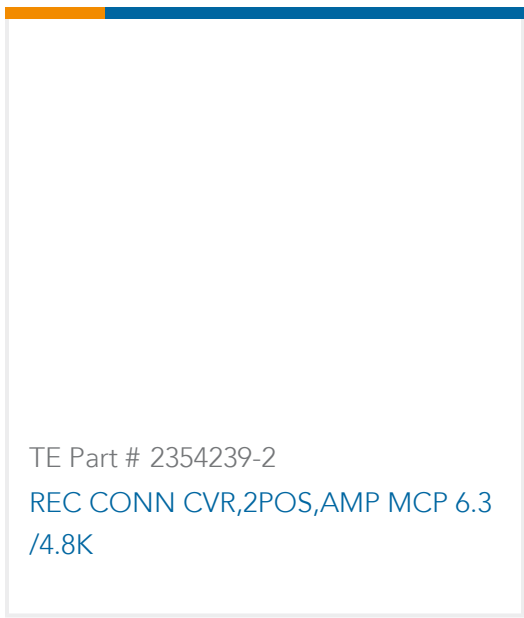 TE Part # 2354239-2
REC CONN CVR,2POS,AMP MCP 6.3
/4.8K